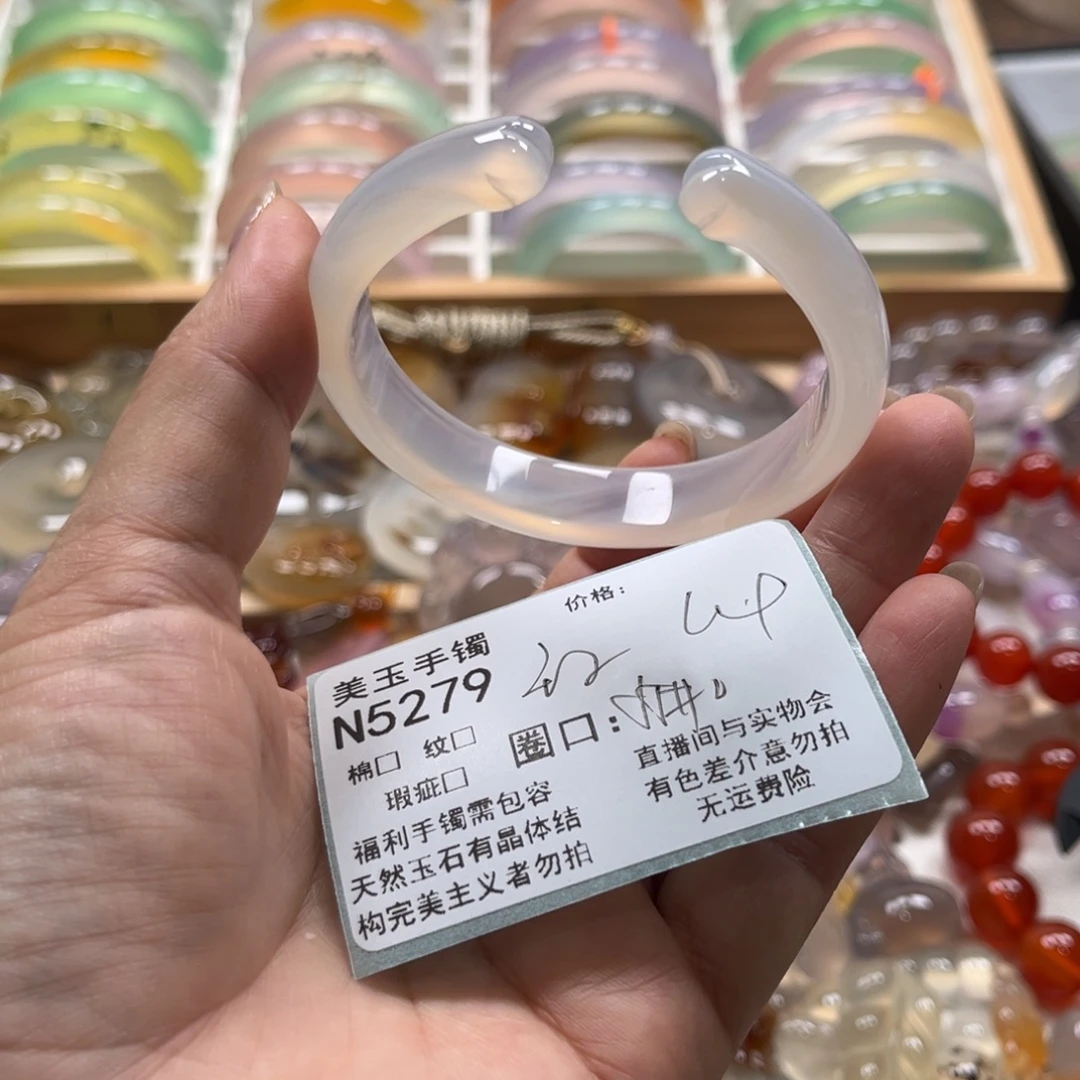 价格：
美玉手镯
N5279
圈口：
棉□ 纹□
瑕疵□
直播间与实物会
有色差介意勿拍
无运费险
福利手镯需包容
天然玉石有晶体结
构完美主义者勿拍